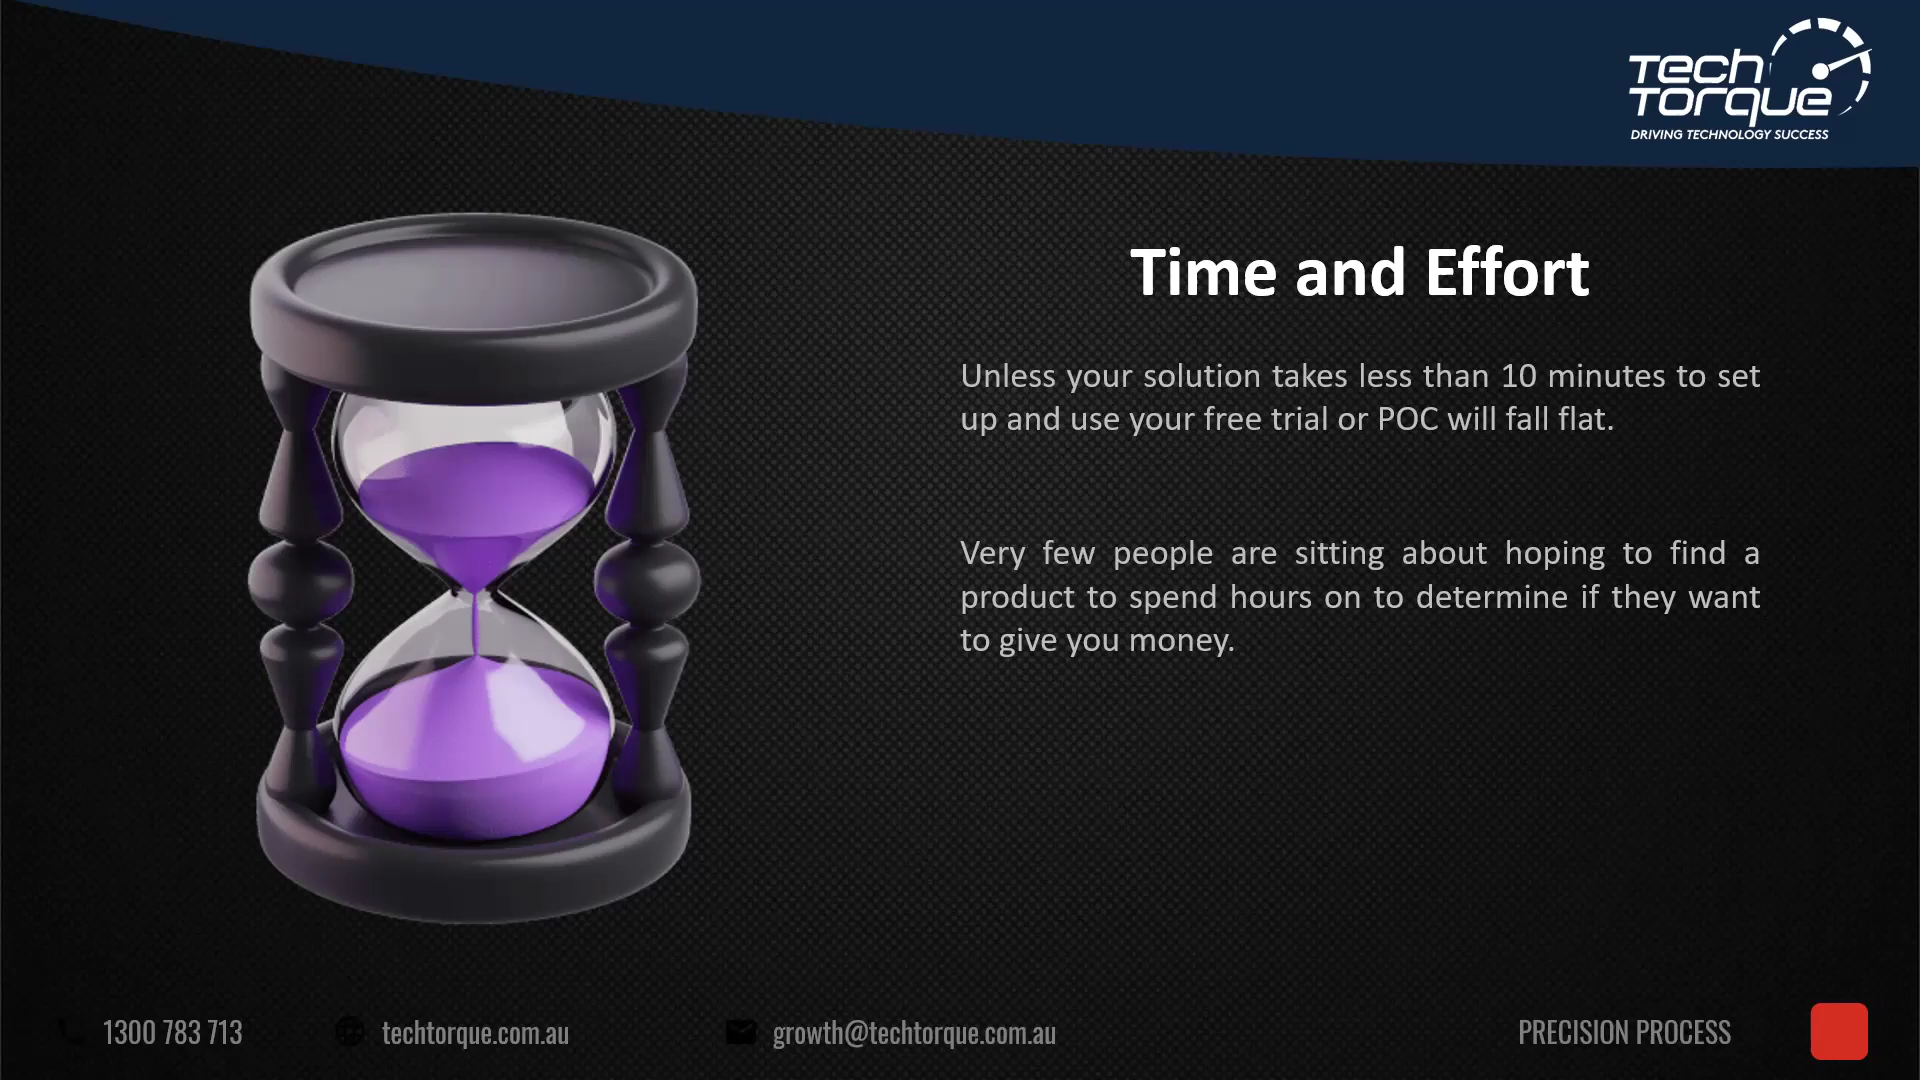 Tech
Torque
DRIVING TECHNOLOGY SUCCESS
Time and Effort
Unless your solution takes less than 10 minutes to set
up and use your free trial or POC will fall flat.
Very few people are sitting about hoping to find a
product to spend hours on to determine if they want
to give you money.
1300 783 713
techtorque.com.au
growth@techtorque.com.au
PRECISION PROCESS